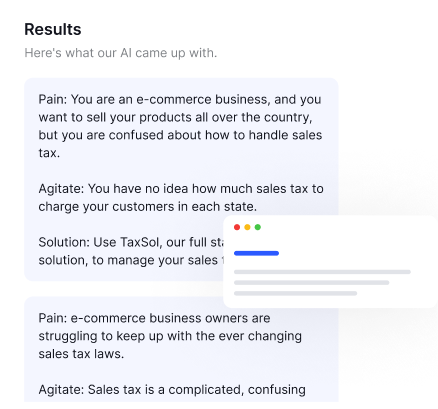 Results
Here's what our AI came up with.
Pain: You are an e-commerce business, and you
want to sell your products all over the country,
but you are confused about how to handle sales
tax.
Agitate: You have no idea how much sales tax to
charge your customers in each state.
Solution: Use TaxSol, our full
solution, to manage your sales
Pain: e-commerce business owners are
struggling to keep up with the ever changing
sales tax laws.
Agitate: Sales tax is a complicated, confusing